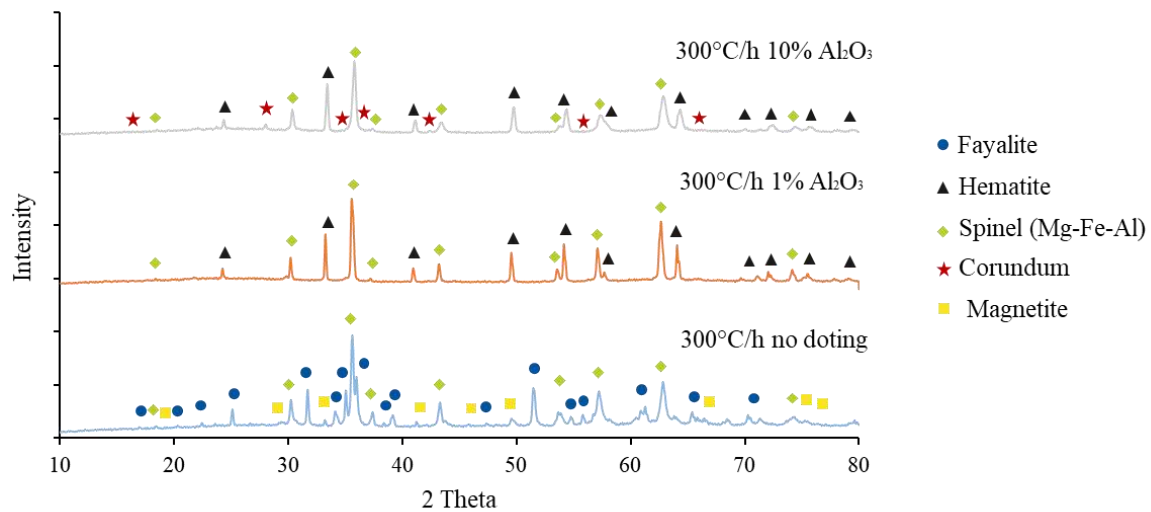 300°C/h 10% Al₂O₃
300°C/h 1% Al₂O₃
300°C/h no doting
Intensity
10 20 30 40 50 60 70 80
2 Theta
Fayalite
Hematite
Spinel (Mg-Fe-Al)
Corundum
Magnetite